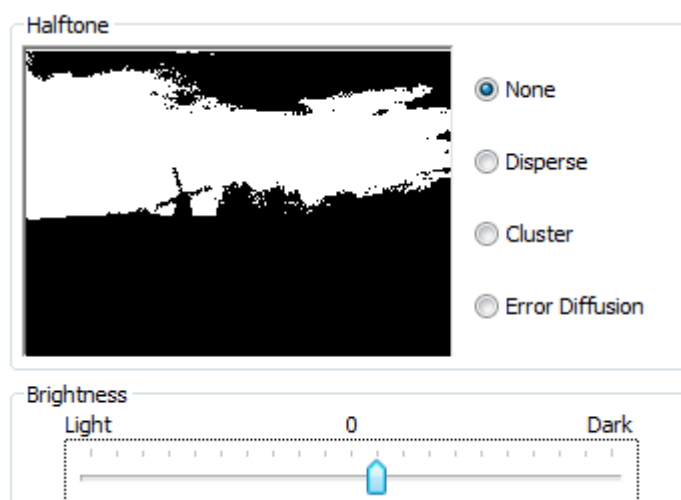 Halftone
None
Disperse
Cluster
Error Diffusion
Brightness
Light 0 Dark